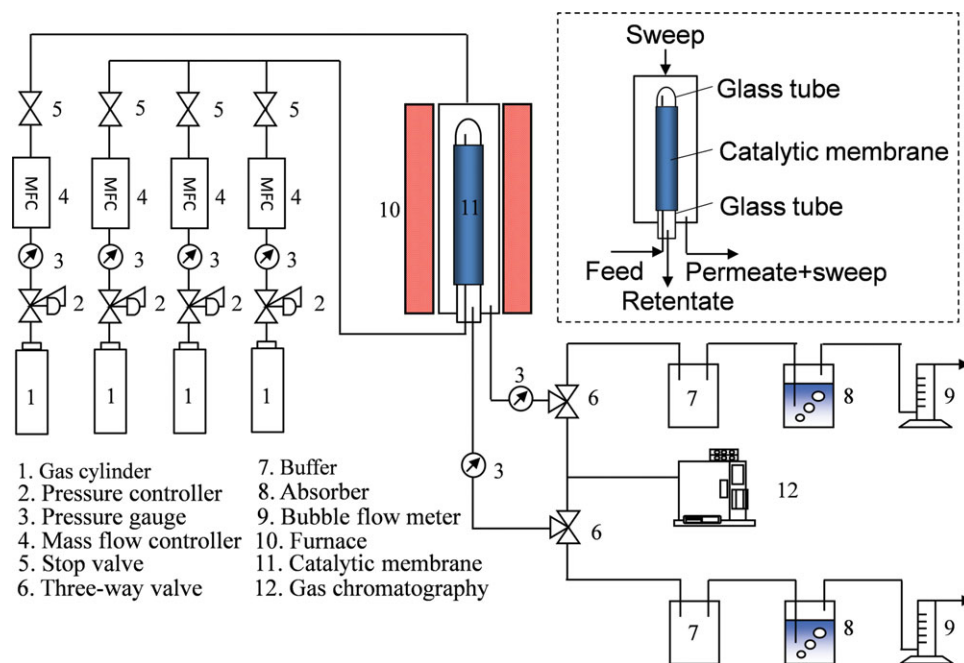 Sweep
Glass tube
Catalytic membrane
Glass tube
Feed
Permeate+sweep
Retentate
5 5 5 5
MFC MFC MFC MFC
4 4 4 4
10
11
3 3 3 3
2 2 2 2
1 1 1 1
3
6
7
8
9
3
12
6
7
8
9
1. Gas cylinder
2. Pressure controller
3. Pressure gauge
4. Mass flow controller
5. Stop valve
6. Three-way valve
7. Buffer
8. Absorber
9. Bubble flow meter
10. Furnace
11. Catalytic membrane
12. Gas chromatography